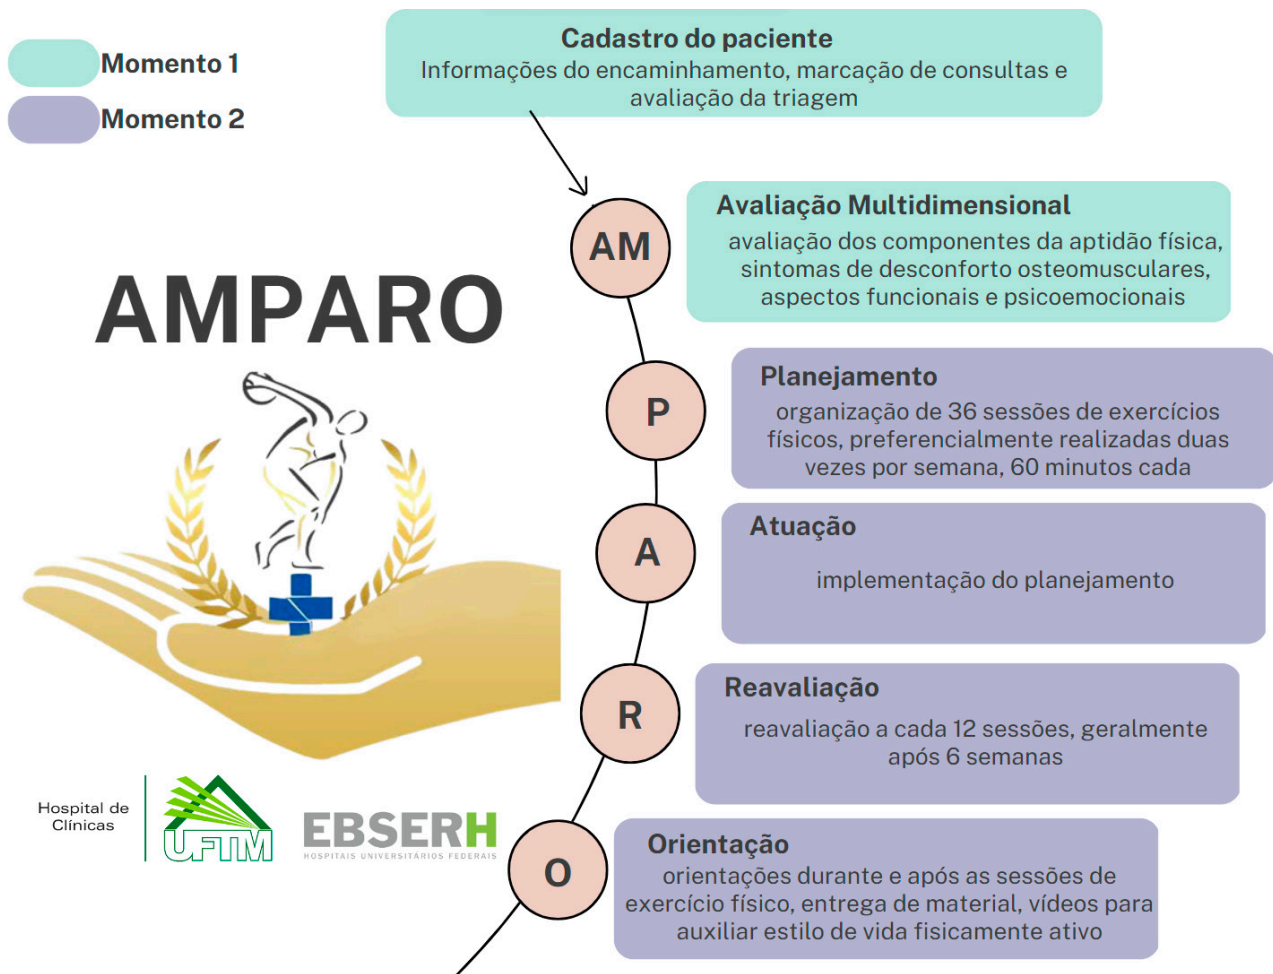 Momento 1
Momento 2
Cadastro do paciente
Informações do encaminhamento, marcação de consultas e
avaliação da triagem
AMPARO
AM
Avaliação Multidimensional
avaliação dos componentes da aptidão física,
sintomas de desconforto osteomusculares,
aspectos funcionais e psicoemocionais
P
Planejamento
organização de 36 sessões de exercícios
físicos, preferencialmente realizadas duas
vezes por semana, 60 minutos cada
A
Atuação
implementação do planejamento
R
Reavaliação
reavaliação a cada 12 sessões, geralmente
após 6 semanas
O
Orientação
orientações durante e após as sessões de
exercício físico, entrega de material, vídeos para
auxiliar estilo de vida fisicamente ativo
Hospital de
Clínicas
UFTM
EBSERH
HOSPITAIS UNIVERSITÁRIOS FEDERAIS